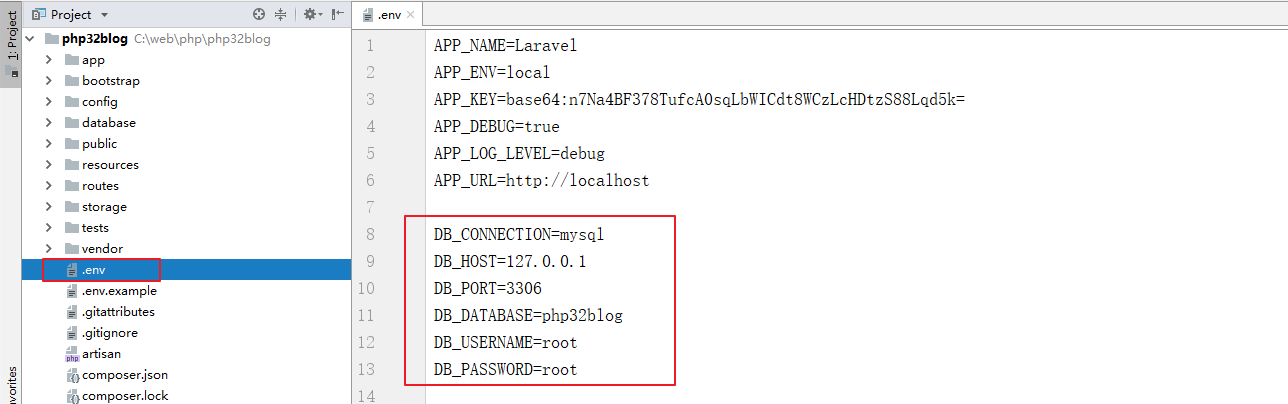 1: Project
Project
php32blog C:\web\php\php32blog
app
bootstrap
config
database
public
resources
routes
storage
tests
vendor
.env
.env.example
.gitattributes
.gitignore
php artisan
composer.json
composer.lock
.env
1 APP_NAME=Laravel
2 APP_ENV=local
3 APP_KEY=base64:n7Na4BF378TufcA0sqLbWICdt8WCzLcHDtzS88Lqd5k=
4 APP_DEBUG=true
5 APP_LOG_LEVEL=debug
6 APP_URL=http://localhost
7
8 DB_CONNECTION=mysql
9 DB_HOST=127.0.0.1
10 DB_PORT=3306
11 DB_DATABASE=php32blog
12 DB_USERNAME=root
13 DB_PASSWORD=root
14